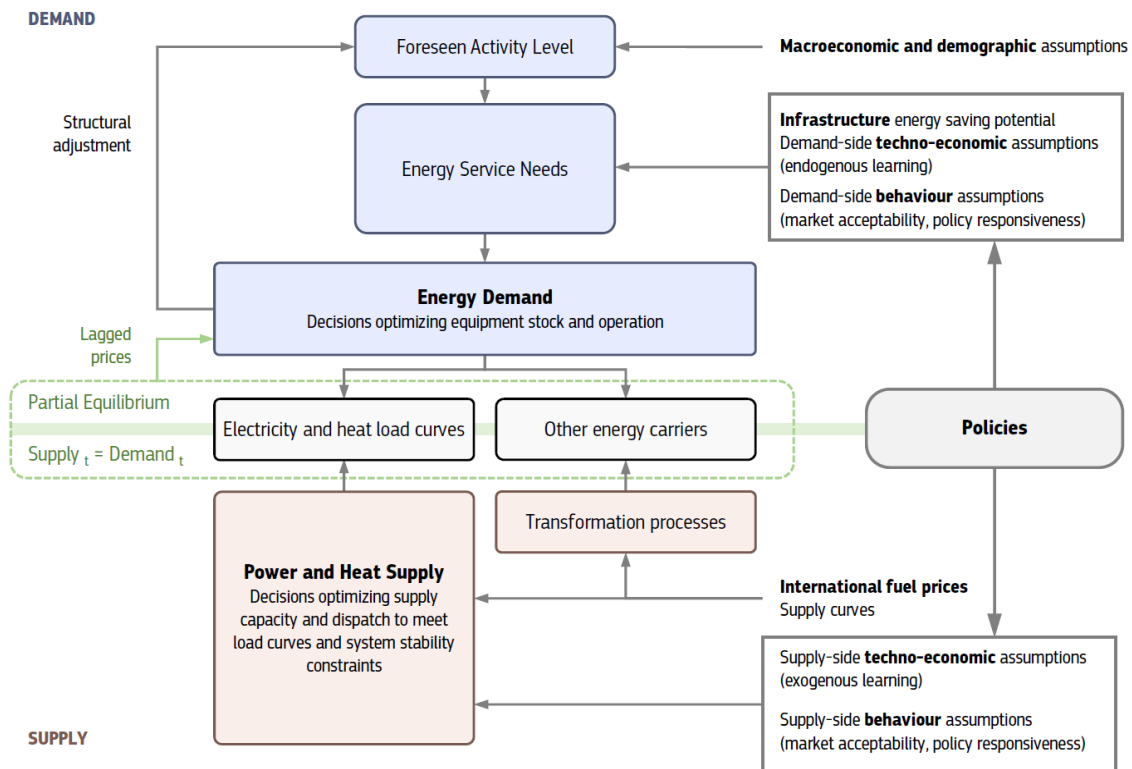 DEMAND
Foreseen Activity Level
Macroeconomic and demographic assumptions
Structural
adjustment
Energy Service Needs
Infrastructure energy saving potential
Demand-side techno-economic assumptions
(endogenous learning)
Demand-side behaviour assumptions
(market acceptability, policy responsiveness)
Energy Demand
Decisions optimizing equipment stock and operation
Lagged
prices
Partial Equilibrium
Supply t = Demand t
Electricity and heat load curves
Other energy carriers
Policies
Transformation processes
Power and Heat Supply
Decisions optimizing supply
capacity and dispatch to meet
load curves and system stability
constraints
International fuel prices
Supply curves
Supply-side techno-economic assumptions
(exogenous learning)
Supply-side behaviour assumptions
(market acceptability, policy responsiveness)
SUPPLY